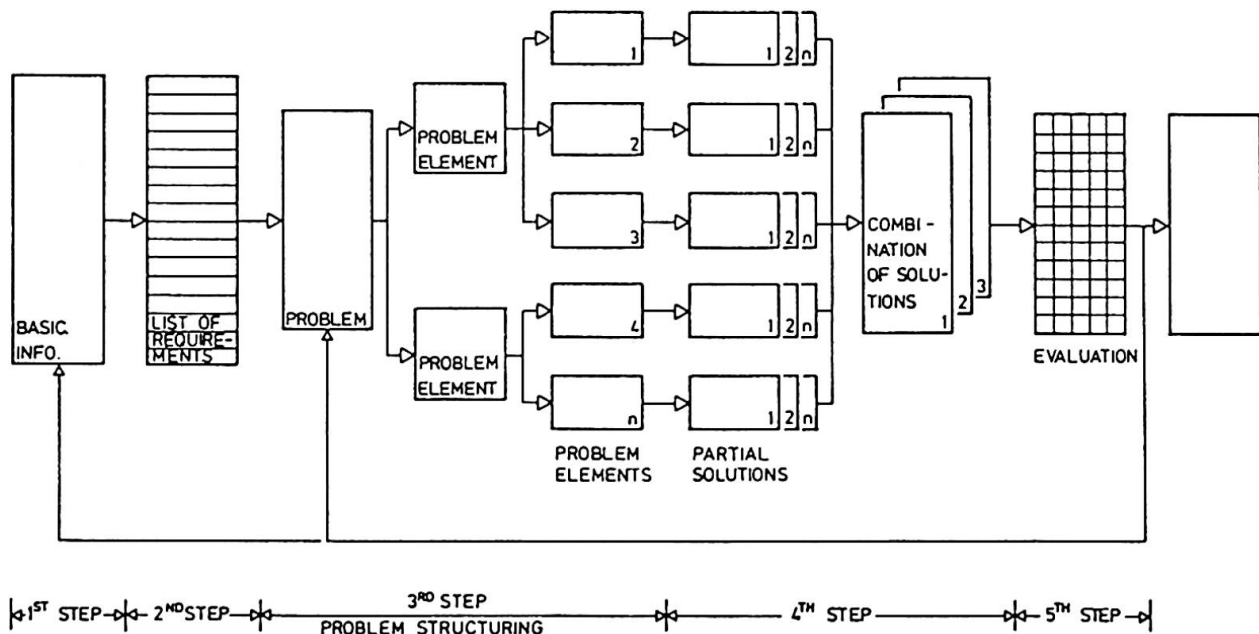 BASIC
INFO.
LIST OF
REQUIRE-
MENTS
PROBLEM
PROBLEM
ELEMENT
PROBLEM
ELEMENT
1
2
3
4
n
PROBLEM
ELEMENTS
1 2 n
1 2 n
1 2 n
1 2 n
1 2 n
PARTIAL
SOLUTIONS
COMBI-
NATION
OF SOLU-
TIONS
1
2
3
EVALUATION
1ST STEP
2ND STEP
3RD STEP
PROBLEM STRUCTURING
4TH STEP
5TH STEP